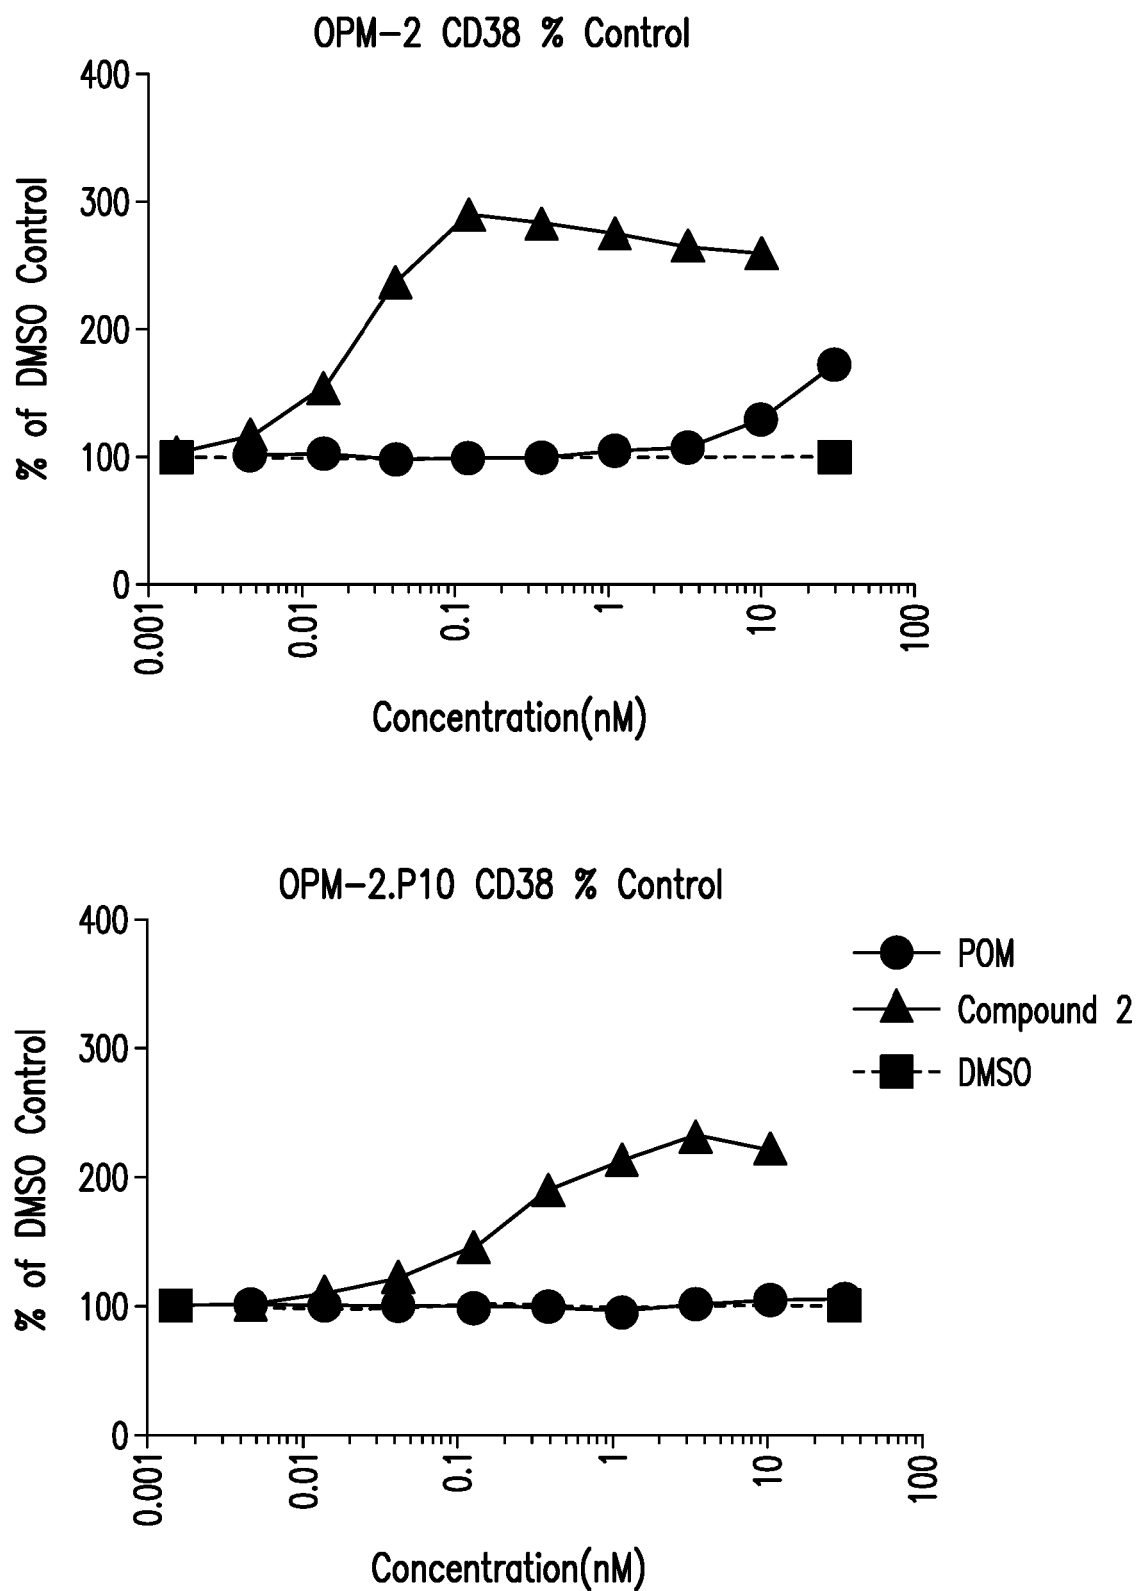 OPM-2 CD38 % Control
400
300
200
100
0
% of DMSO Control
0.001
0.01
0.1
1
10
100
Concentration(nM)
OPM-2.P10 CD38 % Control
400
300
200
100
0
% of DMSO Control
0.001
0.01
0.1
1
10
100
Concentration(nM)
POM
Compound 2
DMSO